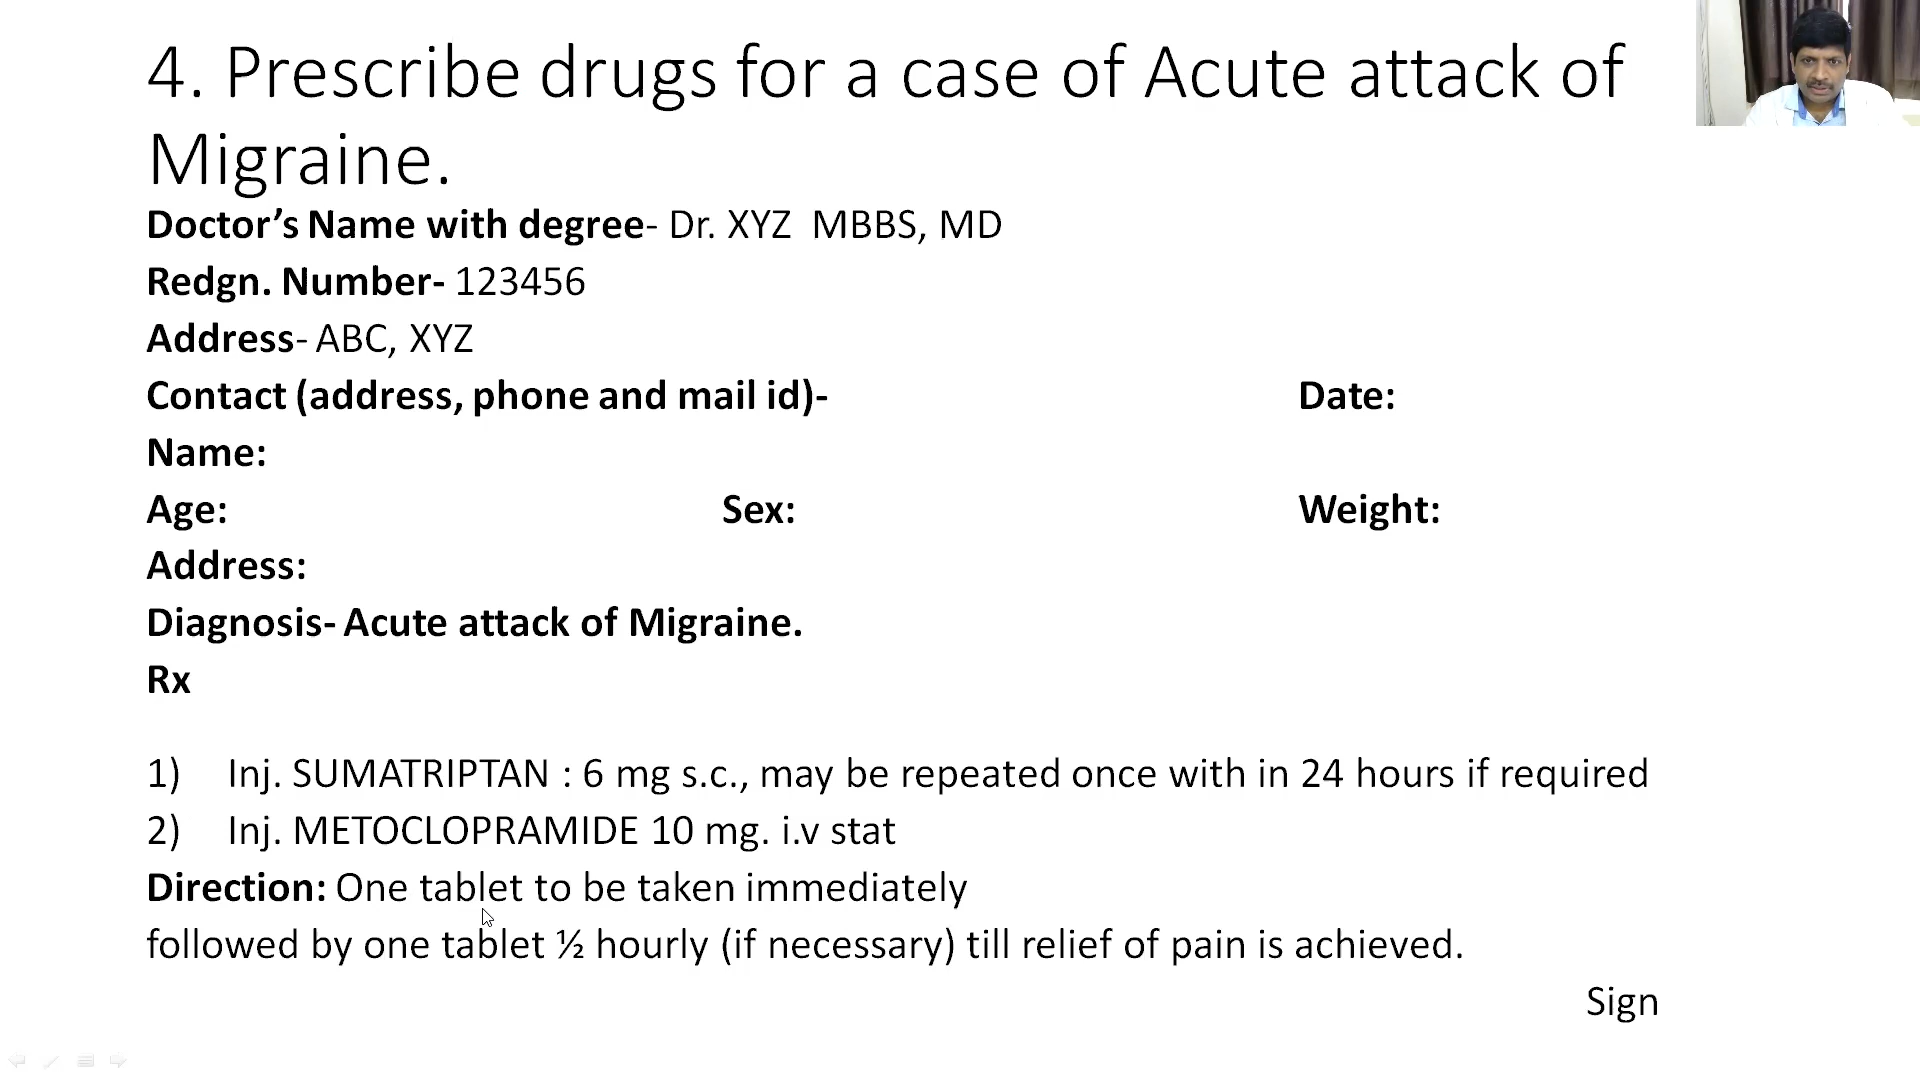 4. Prescribe drugs for a case of Acute attack of
Migraine.
Doctor’s Name with degree- Dr. XYZ  MBBS, MD
Redgn. Number- 123456
Address- ABC, XYZ
Contact (address, phone and mail id)- Date:
Name:
Age: Sex: Weight:
Address:
Diagnosis- Acute attack of Migraine.
Rx
1) Inj. SUMATRIPTAN : 6 mg s.c., may be repeated once with in 24 hours if required
2) Inj. METOCLOPRAMIDE 10 mg. i.v stat
Direction: One tablet to be taken immediately
followed by one tablet ½ hourly (if necessary) till relief of pain is achieved.
Sign